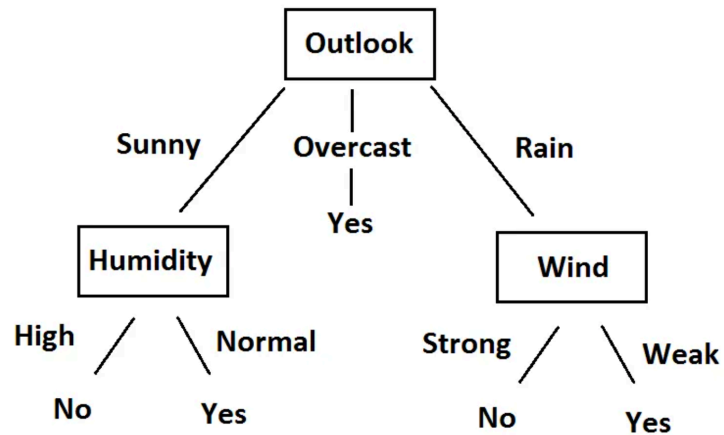 Outlook
Sunny
Overcast
Rain
Yes
Humidity
Wind
High
Normal
Strong
Weak
No
Yes
No
Yes